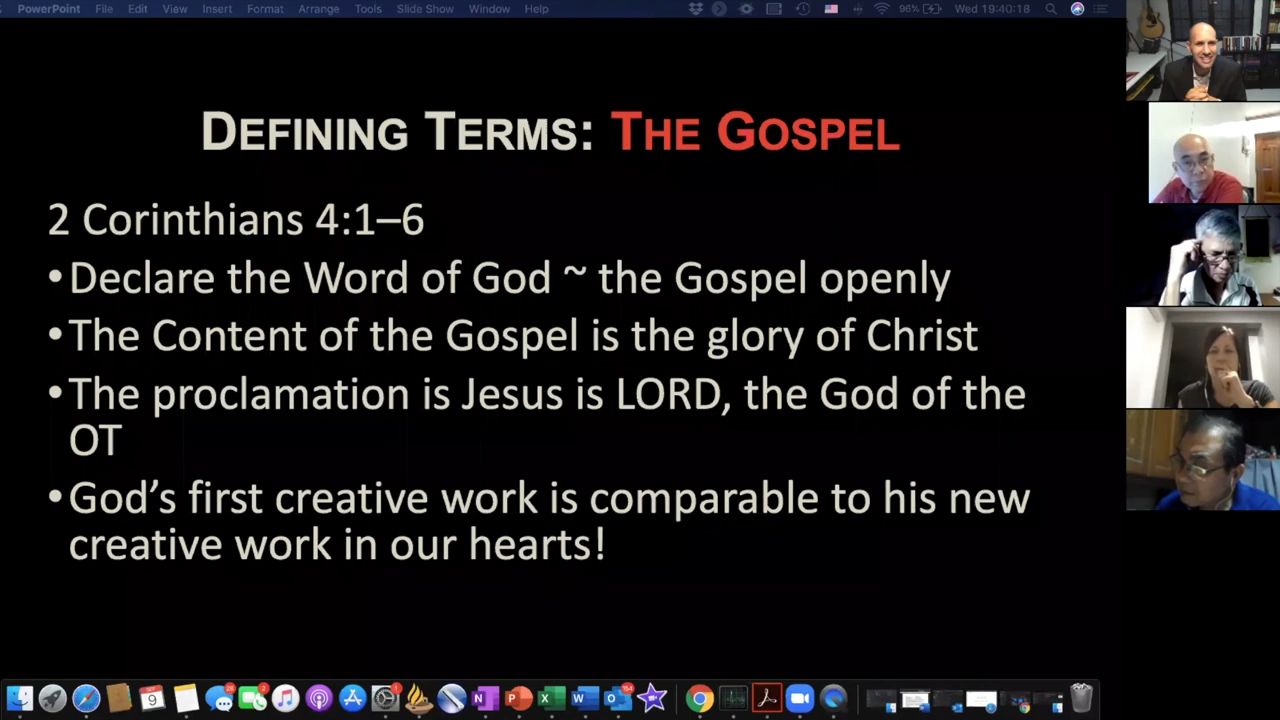 PowerPoint File Edit View Insert Format Arrange Tools Slide Show Window Help 96% Wed 19:40:18
DEFINING TERMS: THE GOSPEL
2 Corinthians 4:1–6
•Declare the Word of God ~ the Gospel openly
•The Content of the Gospel is the glory of Christ
•The proclamation is Jesus is LORD, the God of the
OT
•God’s first creative work is comparable to his new
creative work in our hearts!
9